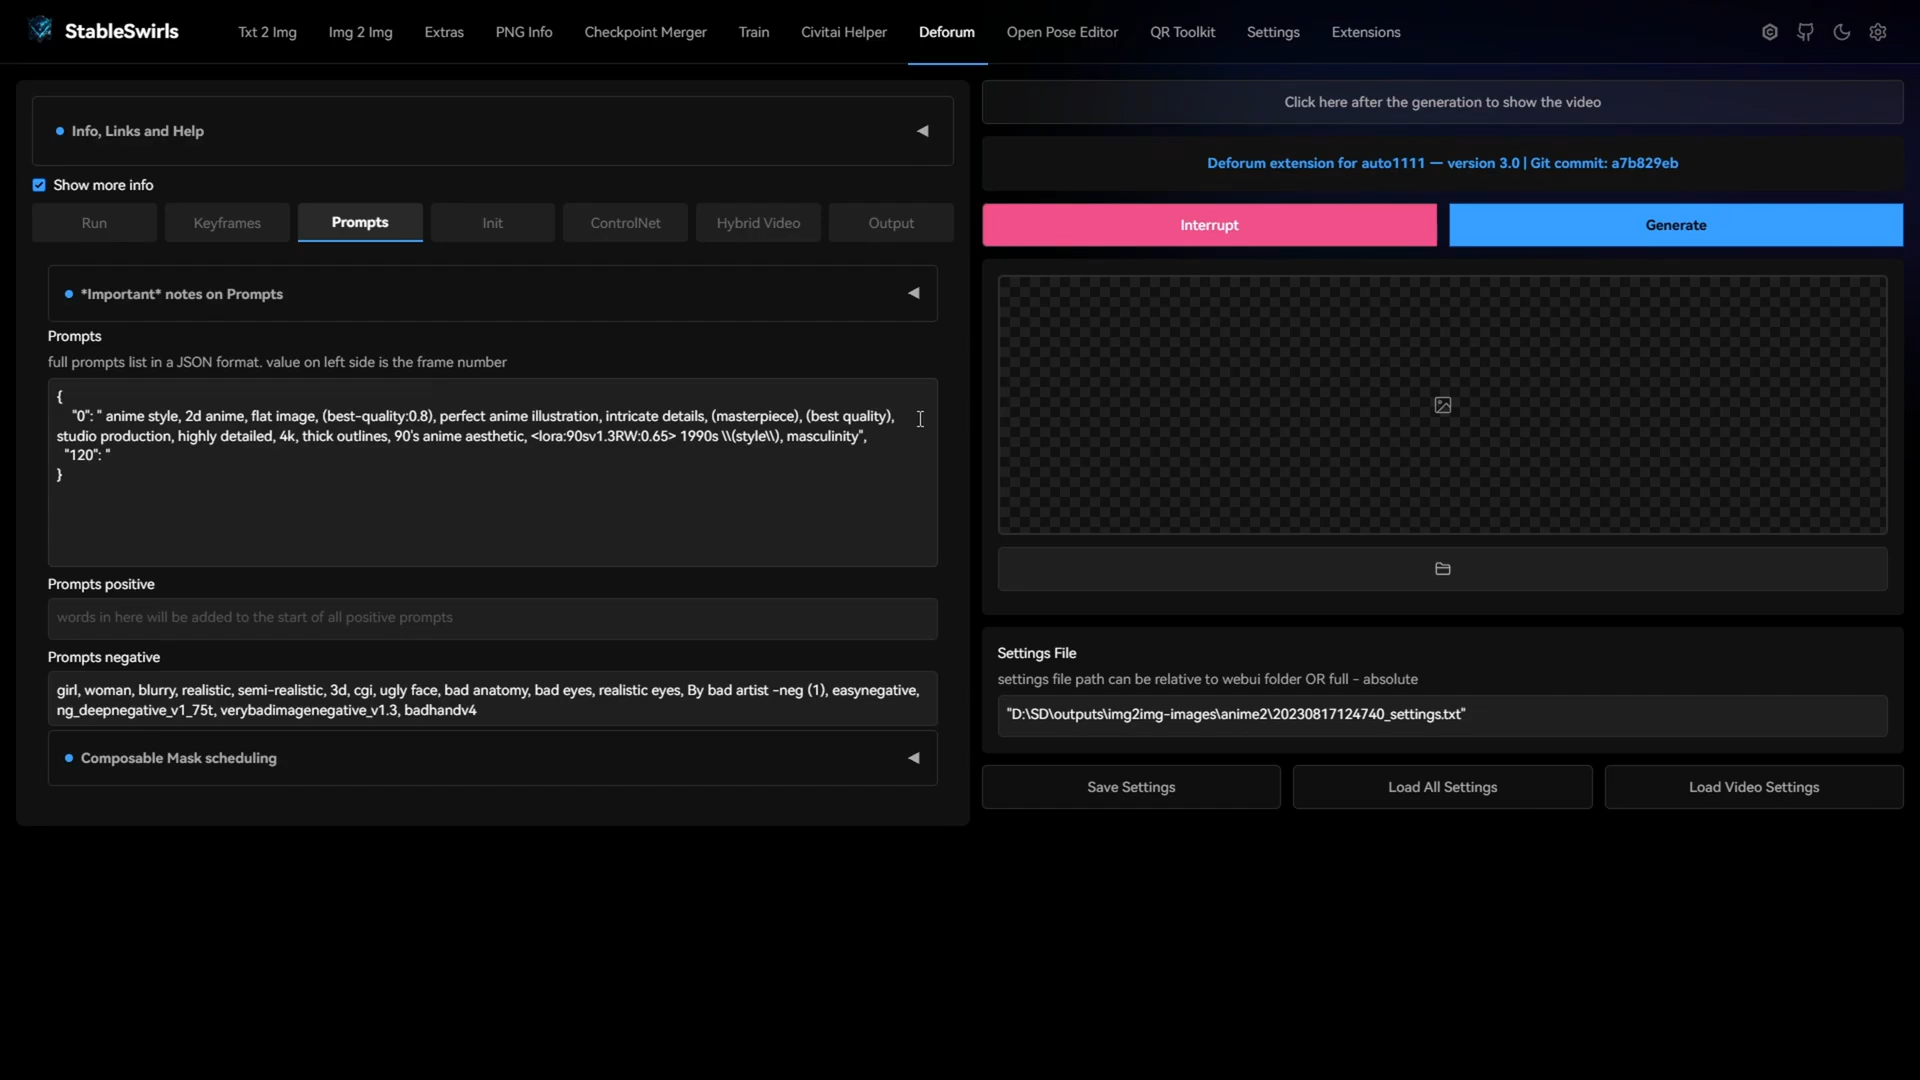 StableSwirls
Txt 2 Img
Img 2 Img
Extras
PNG Info
Checkpoint Merger
Train
Civitai Helper
Deforum
Open Pose Editor
QR Toolkit
Settings
Extensions
Info, Links and Help
Show more info
Run
Keyframes
Prompts
Init
ControlNet
Hybrid Video
Output
*Important* notes on Prompts
Prompts
full prompts list in a JSON format. value on left side is the frame number
{
"0": " anime style, 2d anime, flat image, (best-quality:0.8), perfect anime illustration, intricate details, (masterpiece), (best quality),
studio production, highly detailed, 4k, thick outlines, 90's anime aesthetic, <lora:90sv1.3RW:0.65> 1990s \\(style\\), masculinity",
"120": "
}
Prompts positive
words in here will be added to the start of all positive prompts
Prompts negative
girl, woman, blurry, realistic, semi-realistic, 3d, cgi, ugly face, bad anatomy, bad eyes, realistic eyes, By bad artist -neg (1), easynegative,
ng_deepnegative_v1_75t, verybadimagenegative_v1.3, badhandv4
Composable Mask scheduling
Click here after the generation to show the video
Deforum extension for auto1111 — version 3.0 | Git commit: a7b829eb
Interrupt
Generate
Settings File
settings file path can be relative to webui folder OR full - absolute
"D:\SD\outputs\img2img-images\anime2\20230817124740_settings.txt"
Save Settings
Load All Settings
Load Video Settings